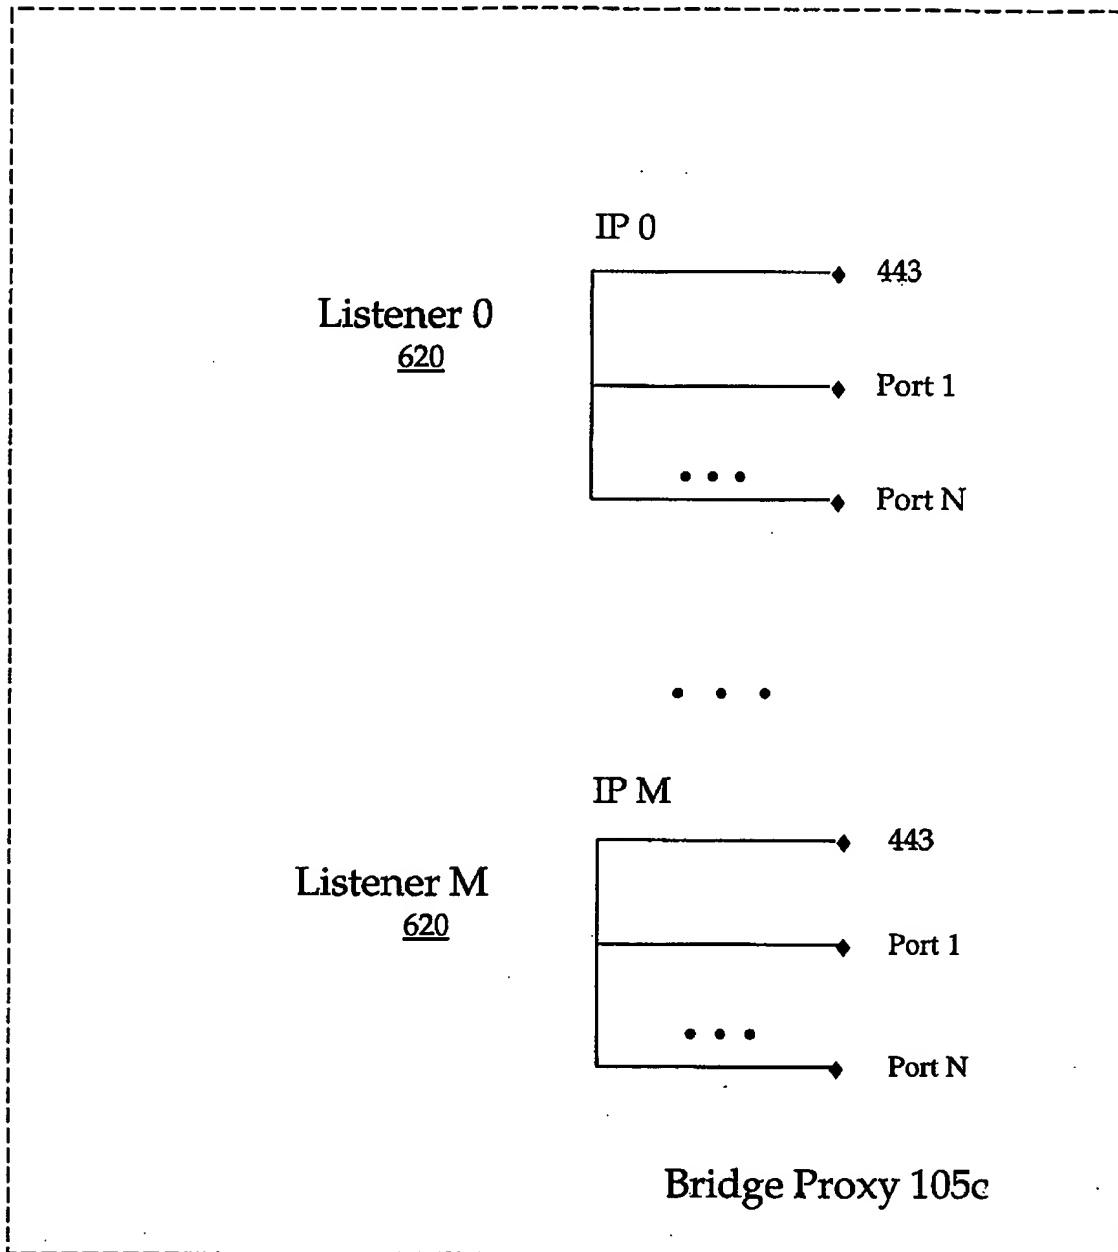 IP 0
443
Listener 0
620
Port 1
• • •
Port N
• • •
IP M
443
Listener M
620
Port 1
• • •
Port N
Bridge Proxy 105c